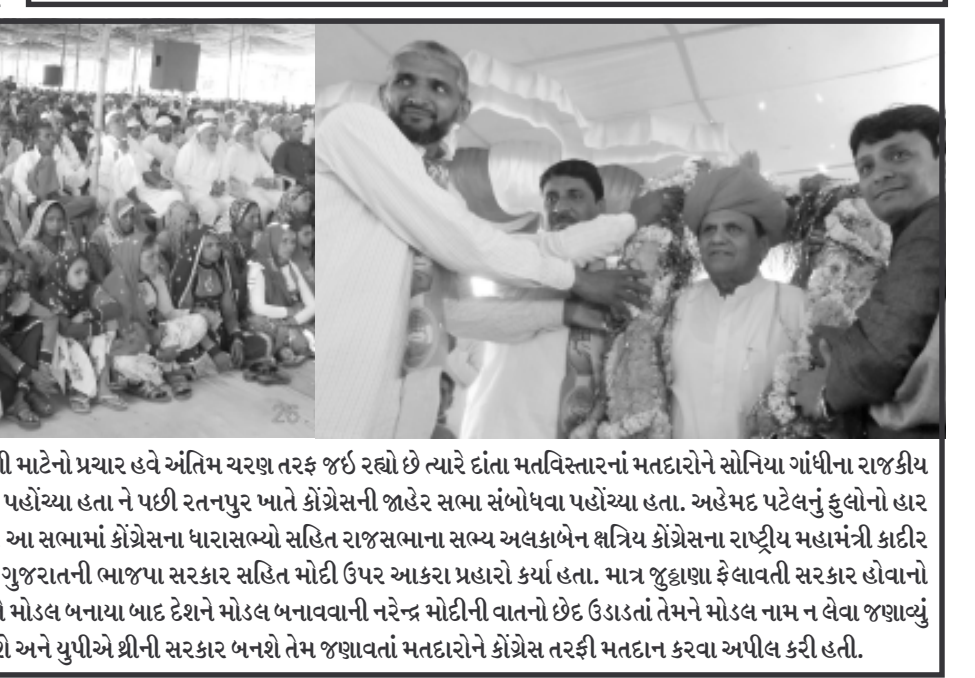 26.
માટેનો પ્રચાર હવે અંતિમ ચરણ તરફ જઇ રહ્યો છે ત્યારે દાંતા મતવિસ્તારનાં મતદારોને સોનિયા ગાંધીના રાજકીય
પહોંચ્યા હતા ને પછી રતનપુર ખાતે કોંગ્રેસની જાહેર સભા સંબોધવા પહોંચ્યા હતા. અહેમદ પટેલનું ફુલોનો હાર
આ સભામાં કોંગ્રેસના ધારાસભ્યો સહિત રાજસભાના સભ્ય અલકાબેન ક્ષત્રિય કોંગ્રેસના રાષ્ટ્રીય મહામંત્રી કાદીર
ગુજરાતની ભાજપા સરકાર સહિત મોદી ઉપર આકરા પ્રહારો કર્યા હતા. માત્ર જુઠ્ઠાણા ફેલાવતી સરકાર હોવાનો
મોડલ બનાયા બાદ દેશને મોડલ બનાવવાની નરેન્દ્ર મોદીની વાતનો છેદ ઉડાડતાં તેમને મોડલ નામ ન લેવા જણાવ્યું
અને યુપીએ થ્રીની સરકાર બનશે તેમ જણાવતાં મતદારોને કોંગ્રેસ તરફી મતદાન કરવા અપીલ કરી હતી.